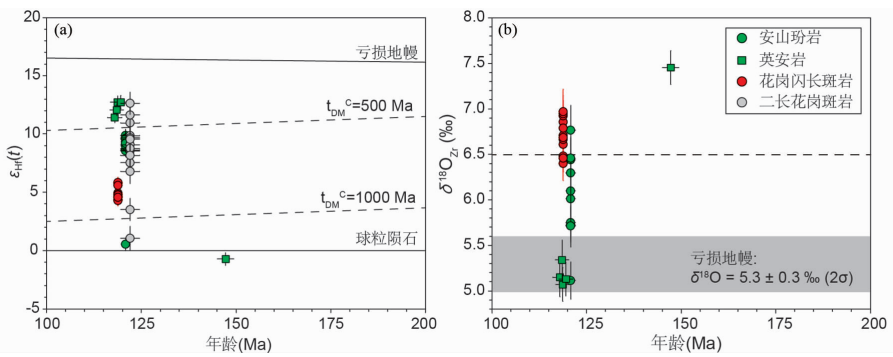 (a)
20
15
10
5
0
-5
εHf(t)
亏损地幔
tDMC=500 Ma
tDMC=1000 Ma
球粒陨石
100
125
150
175
200
年龄(Ma)
(b)
8.0
7.5
7.0
6.5
6.0
5.5
5.0
δ18OZr (‰)
安山玢岩
英安岩
花岗闪长斑岩
二长花岗斑岩
亏损地幔:
δ18O = 5.3 ± 0.3 ‰ (2σ)
100
125
150
175
200
年龄(Ma)